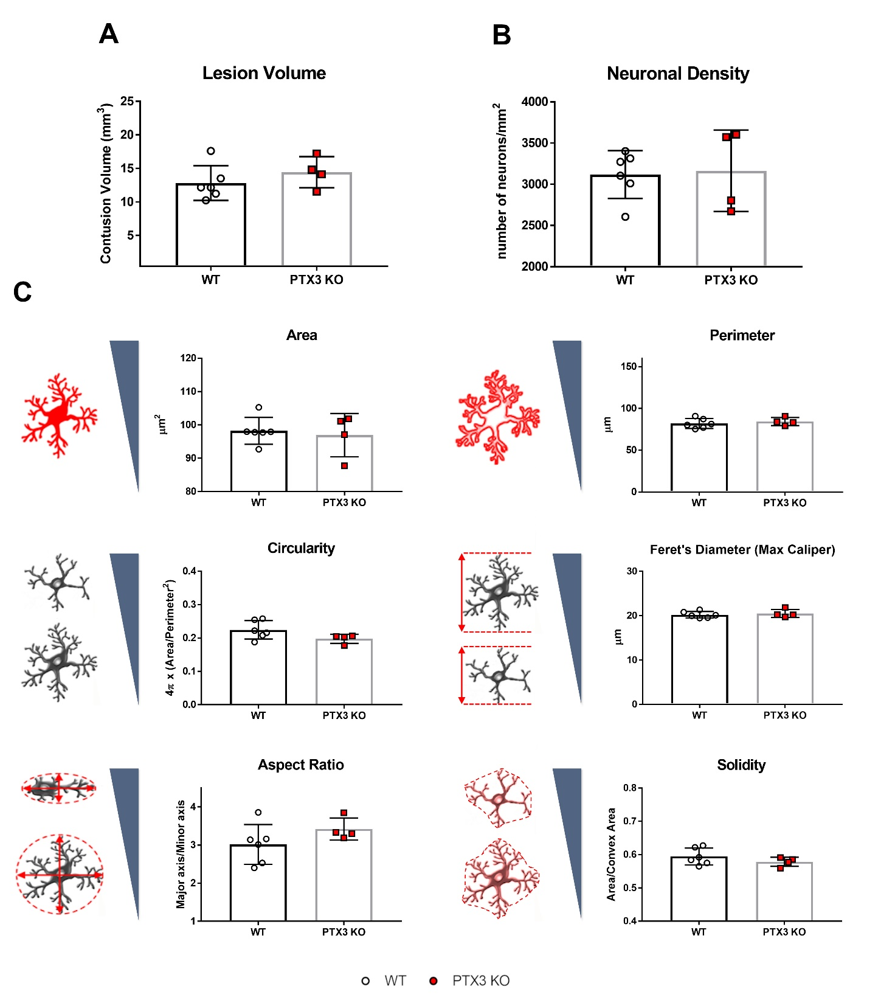 A
B
Lesion Volume
Neuronal Density
Contusion Volume (mm³)
25
20
15
10
5
WT
PTX3 KO
number of neurons/mm²
4000
3500
3000
2500
2000
WT
PTX3 KO
C
Area
Perimeter
μm²
120
110
100
90
80
WT
PTX3 KO
μm
150
100
50
0
WT
PTX3 KO
Circularity
Feret's Diameter (Max Caliper)
4π x (Area/Perimeter²)
0.4
0.3
0.2
0.1
0.0
WT
PTX3 KO
μm
30
20
10
0
WT
PTX3 KO
Aspect Ratio
Solidity
Major axis/Minor axis
4
3
2
1
WT
PTX3 KO
Area/Convex Area
0.8
0.7
0.6
0.5
0.4
WT
PTX3 KO
WT
PTX3 KO